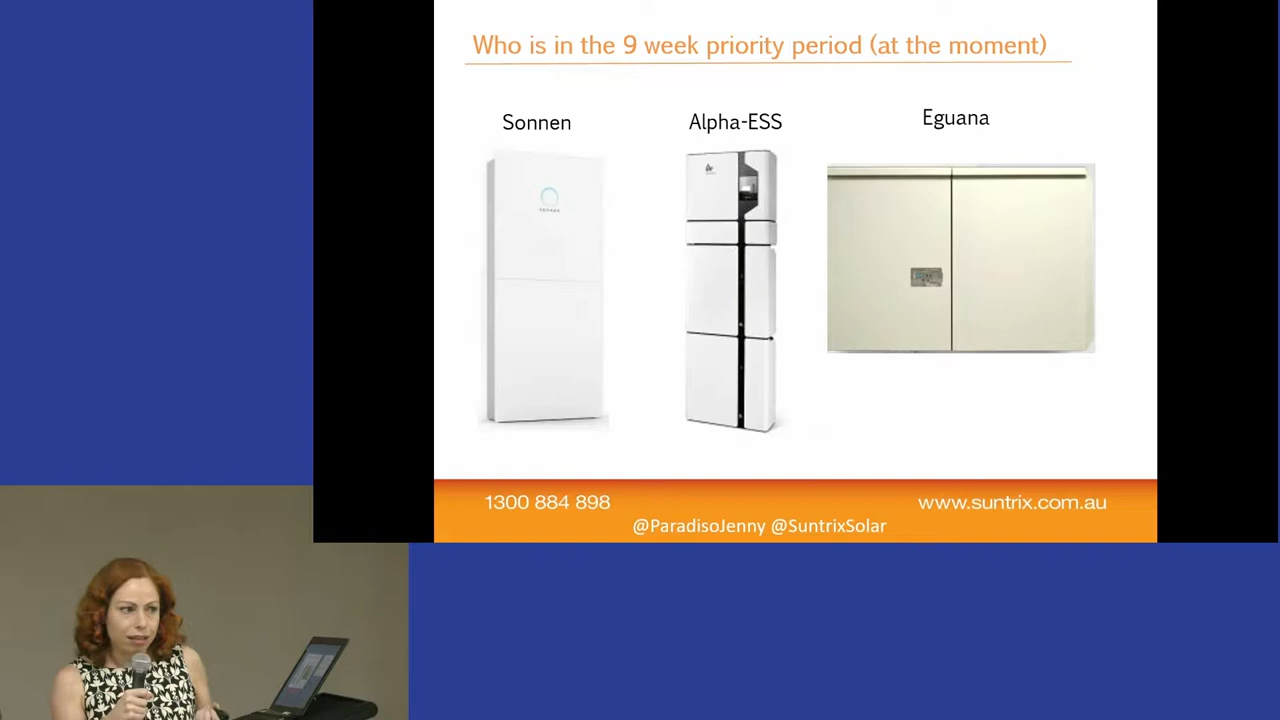 Who is in the 9 week priority period (at the moment)
Sonnen
Alpha-ESS
Eguana
1300 884 898
www.suntrix.com.au
@ParadisoJenny @SuntrixSolar